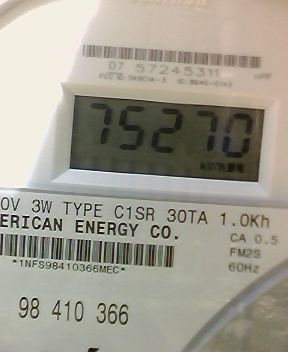 07 57245311
75270
0V 3W TYPE C1SR 30TA 1.0Kh
ERICAN ENERGY CO.
CA 0.5
FM2S
60Hz
*1NFS98410366MEC*
98 410 366